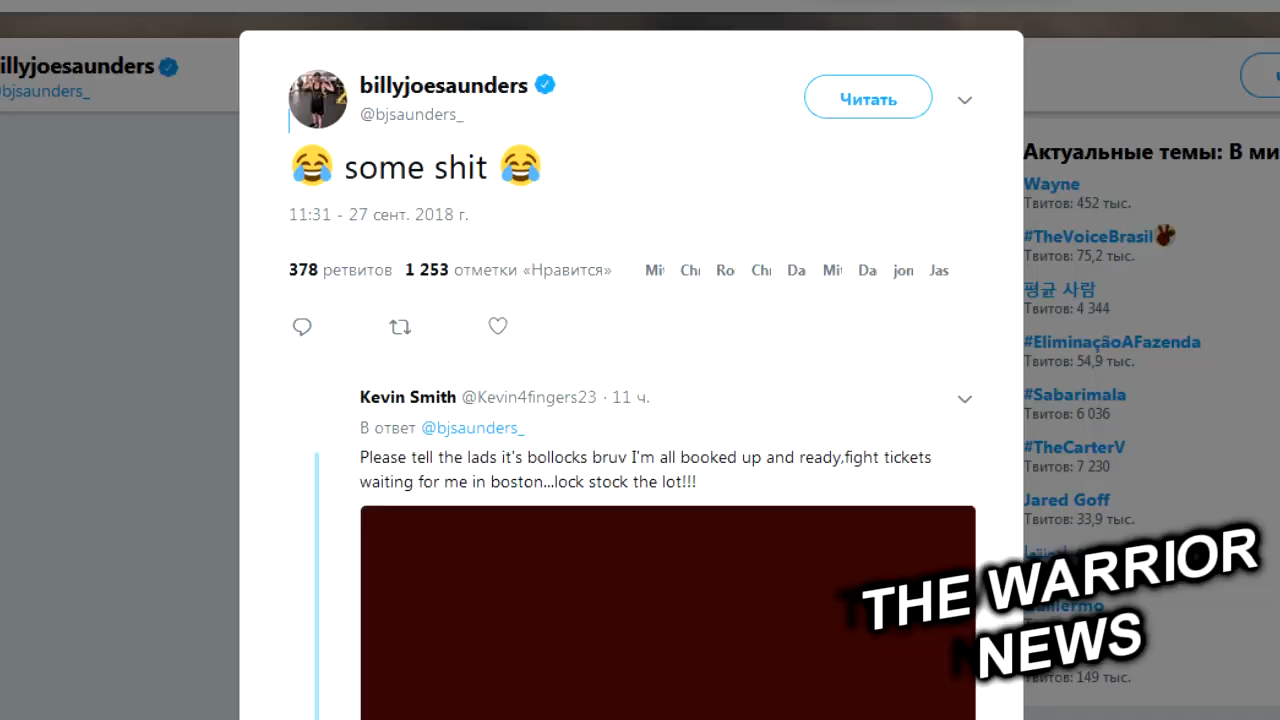 illyjoesaunders
bjsaunders_
billyjoesaunders
@bjsaunders_
Читать
😂 some shit 😂
11:31 - 27 сент. 2018 г.
378 ретвитов 1 253 отметки «Нравится»
Kevin Smith @Kevin4fingers23 · 11 ч.
В ответ @bjsaunders_
Please tell the lads it's bollocks bruv I'm all booked up and ready,fight tickets
waiting for me in boston...lock stock the lot!!!
Актуальные темы: В ми
Wayne
Твитов: 452 тыс.
#TheVoiceBrasil
Твитов: 75,2 тыс.
평균 사람
Твитов: 4 344
#EliminaçãoAFazenda
Твитов: 54,9 тыс.
#Sabarimala
Твитов: 6 036
#TheCarterV
Твитов: 7 230
Jared Goff
Твитов: 33,9 тыс.
Guillermo
Твитов: 149 тыс.
THE WARRIOR
NEWS